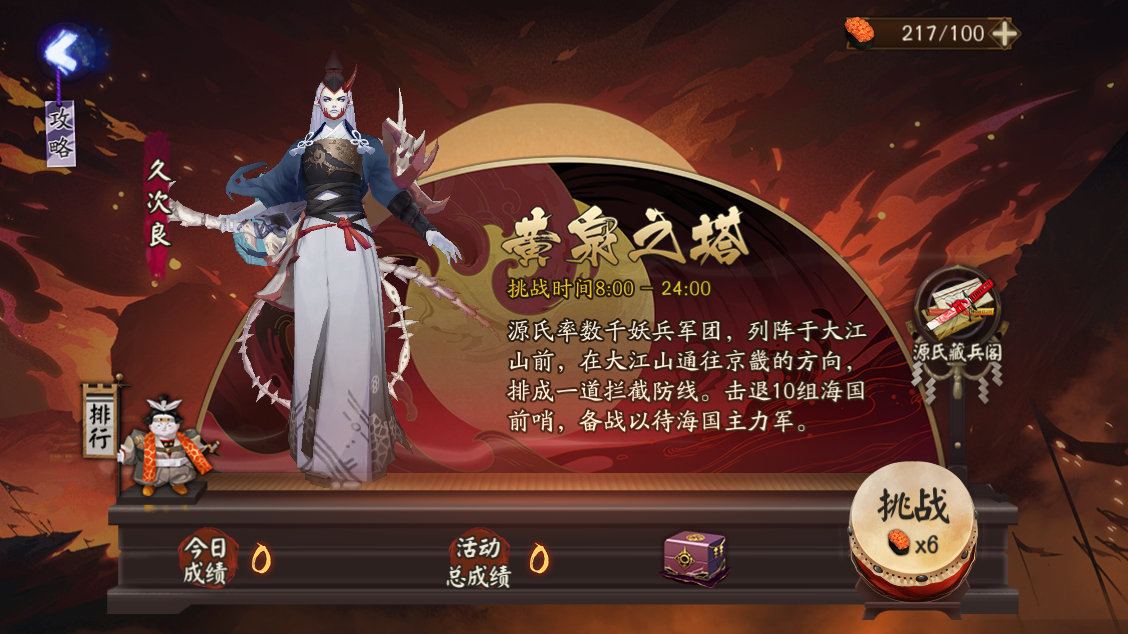 217/100
攻略
久次良
黄泉之塔
挑战时间8:00 - 24:00
源氏率数千妖兵军团，列阵于大江
山前，在大江山通往京畿的方向，
排成一道拦截防线。击退10组海国
前哨，备战以待海国主力军。
源氏藏兵阁
排行
挑战
x6
今日
成绩
0
活动
总成绩
0